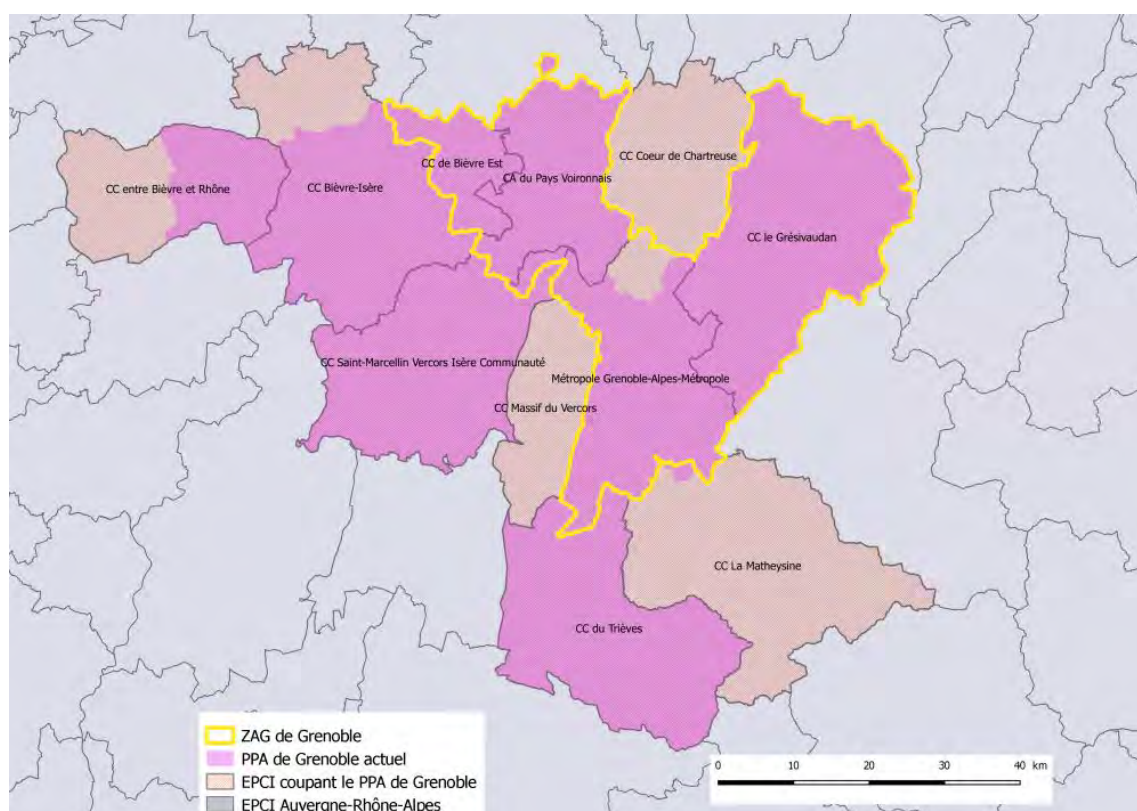 CC de Bièvre Est
CC Coeur de Chartreuse
CA du Pays Voironnais
CC entre Bièvre et Rhône
CC Bièvre-Isère
CC le Grésivaudan
CC Saint-Marcellin Vercors Isère Communauté
Métropole Grenoble-Alpes-Métropole
CC Massif du Vercors
CC La Matheysine
CC du Trièves
ZAG de Grenoble
PPA de Grenoble actuel
EPCI coupant le PPA de Grenoble
EPCI Auvergne-Rhône-Alpes
0 10 20 30 40 km